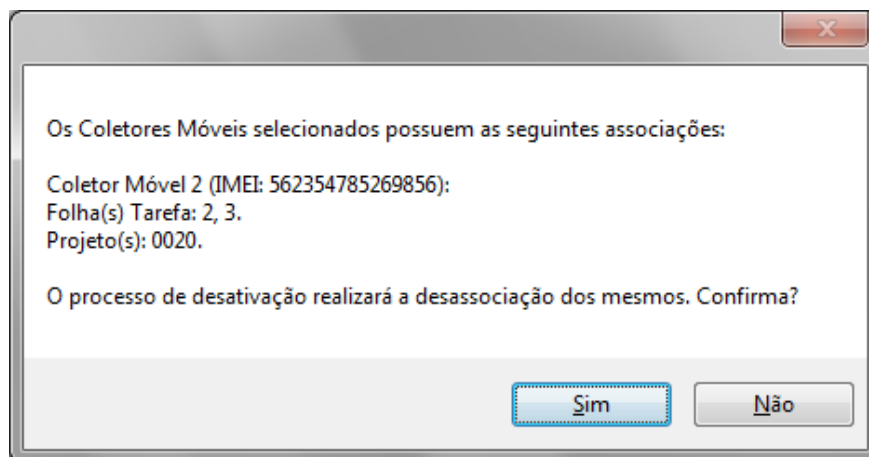 Os Coletores Móveis selecionados possuem as seguintes associações:
Coletor Móvel 2 (IMEI: 562354785269856):
Folha(s) Tarefa: 2, 3.
Projeto(s): 0020.
O processo de desativação realizará a desassociação dos mesmos. Confirma?
Sim
Não